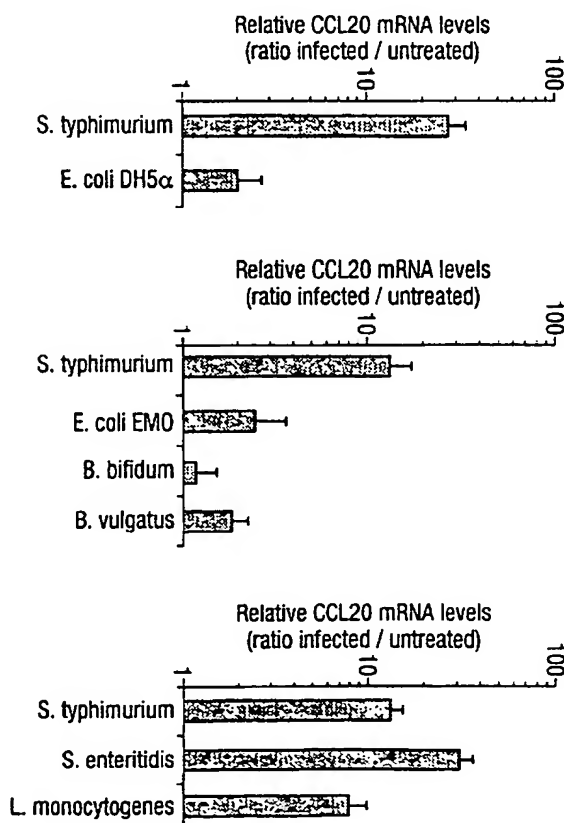 Relative CCL20 mRNA levels
(ratio infected / untreated)
1
10
100
S. typhimurium
E. coli DH5α
Relative CCL20 mRNA levels
(ratio infected / untreated)
1
10
100
S. typhimurium
E. coli EMO
B. bifidum
B. vulgatus
Relative CCL20 mRNA levels
(ratio infected / untreated)
1
10
100
S. typhimurium
S. enteritidis
L. monocytogenes